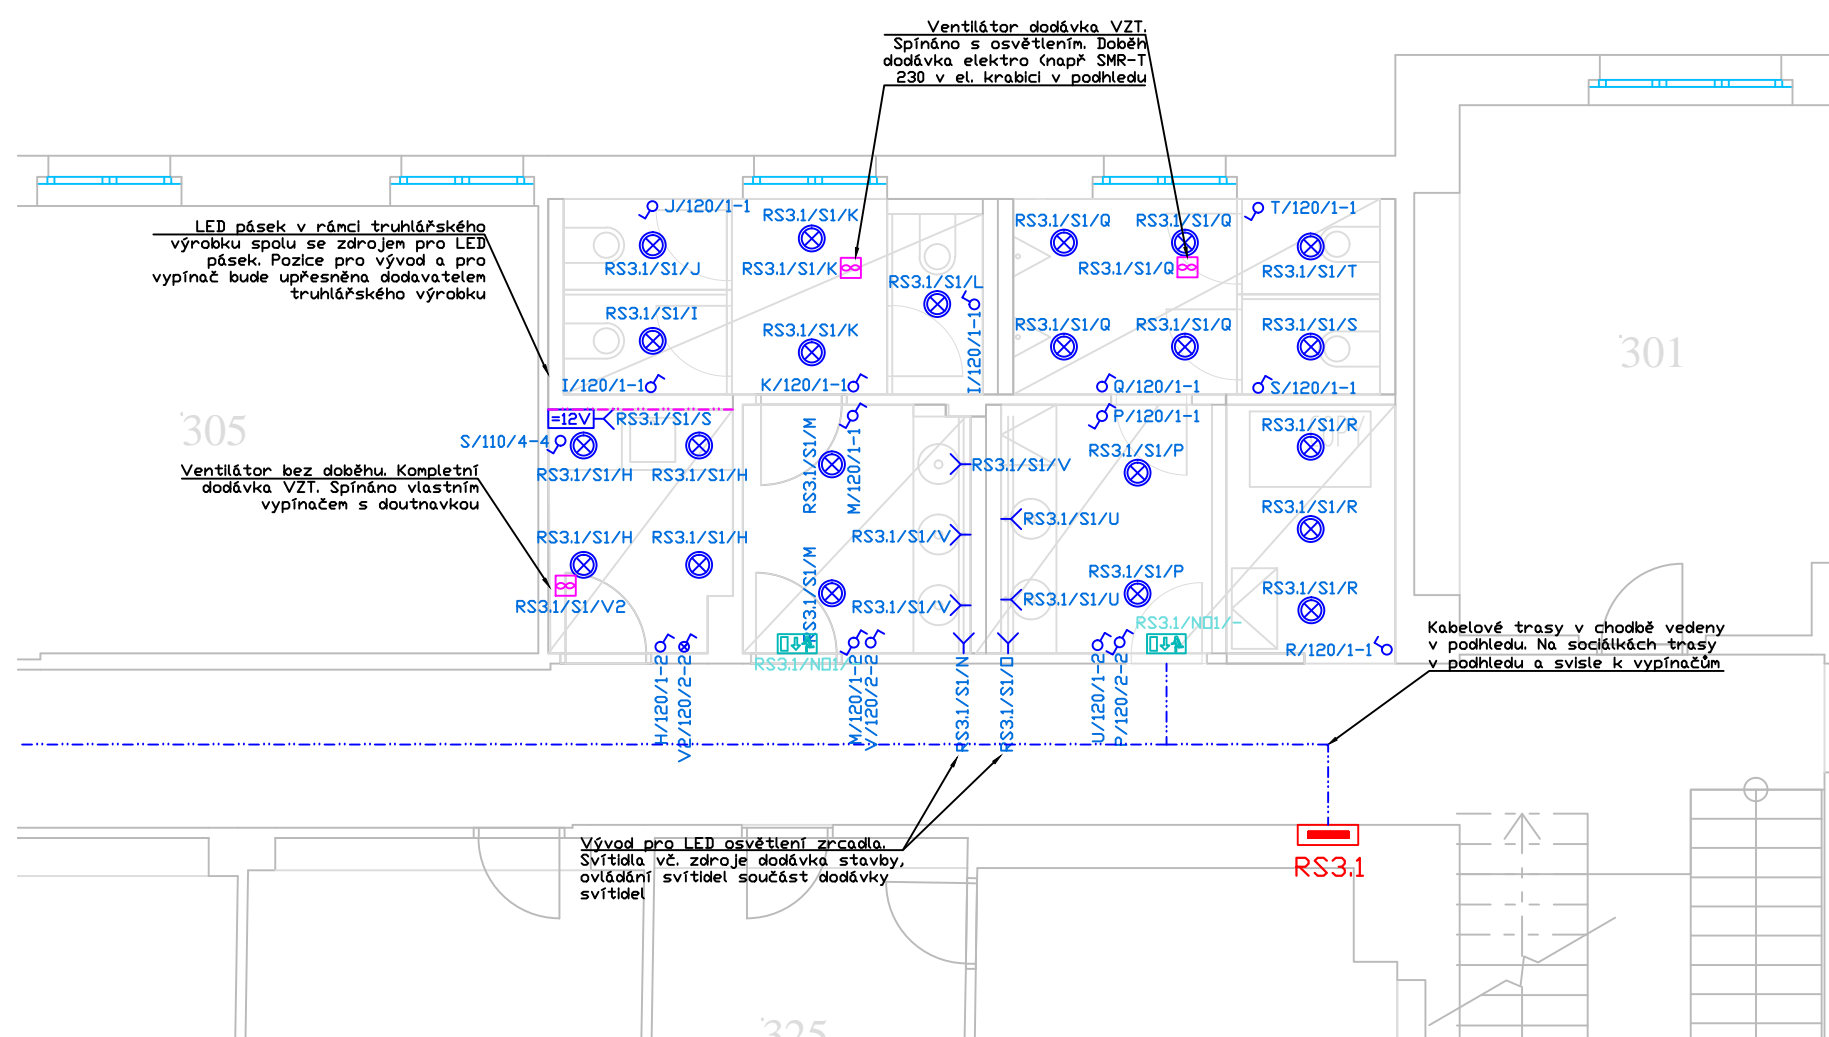 Ventilátor dodávka VZT.
Spínáno s osvětlením. Doběh
dodávka elektro (např SMR-T
230 v el. krabici v podhledu
LED pásek v rámci truhlářského
výrobku spolu se zdrojem pro LED
pásek. Pozice pro vývod a pro
vypínač bude upřesněna dodavatelem
truhlářského výrobku
J/120/1-1
RS3.1/S1/K
RS3.1/S1/Q
RS3.1/S1/Q
T/120/1-1
RS3.1/S1/J
RS3.1/S1/K
RS3.1/S1/L
RS3.1/S1/Q
RS3.1/S1/T
RS3.1/S1/I
RS3.1/S1/K
I/120/1-1
RS3.1/S1/Q
RS3.1/S1/Q
RS3.1/S1/S
301
I/120/1-1
K/120/1-1
Q/120/1-1
S/120/1-1
305
=12V
RS3.1/S1/S
P/120/1-1
RS3.1/S1/R
S/110/4-4
RS3.1/S1/M
M/120/1-1
RS3.1/S1/P
Ventilátor bez doběhu. Kompletní
dodávka VZT. Spínáno vlastním
vypínačem s doutnavkou
RS3.1/S1/H
RS3.1/S1/H
RS3.1/S1/V
RS3.1/S1/R
RS3.1/S1/H
RS3.1/S1/H
RS3.1/S1/V
RS3.1/S1/U
RS3.1/S1/M
RS3.1/S1/P
RS3.1/S1/R
RS3.1/S1/V2
RS3.1/S1/V
RS3.1/S1/U
RS3.1/NO1/-
RS3.1/NO1/
R/120/1-1
Kabelové trasy v chodbě vedeny
v podhledu. Na sociálkách trasy
v podhledu a svisle k vypínačům
H/120/1-2
V2/120/2-2
M/120/1-2
V/120/2-2
RS3.1/S1/N
RS3.1/S1/O
U/120/1-2
P/120/2-2
Vývod pro LED osvětlení zrcadla.
Svítidla vč. zdroje dodávka stavby,
ovládání svítidel součást dodávky
svítidel
RS3.1
325